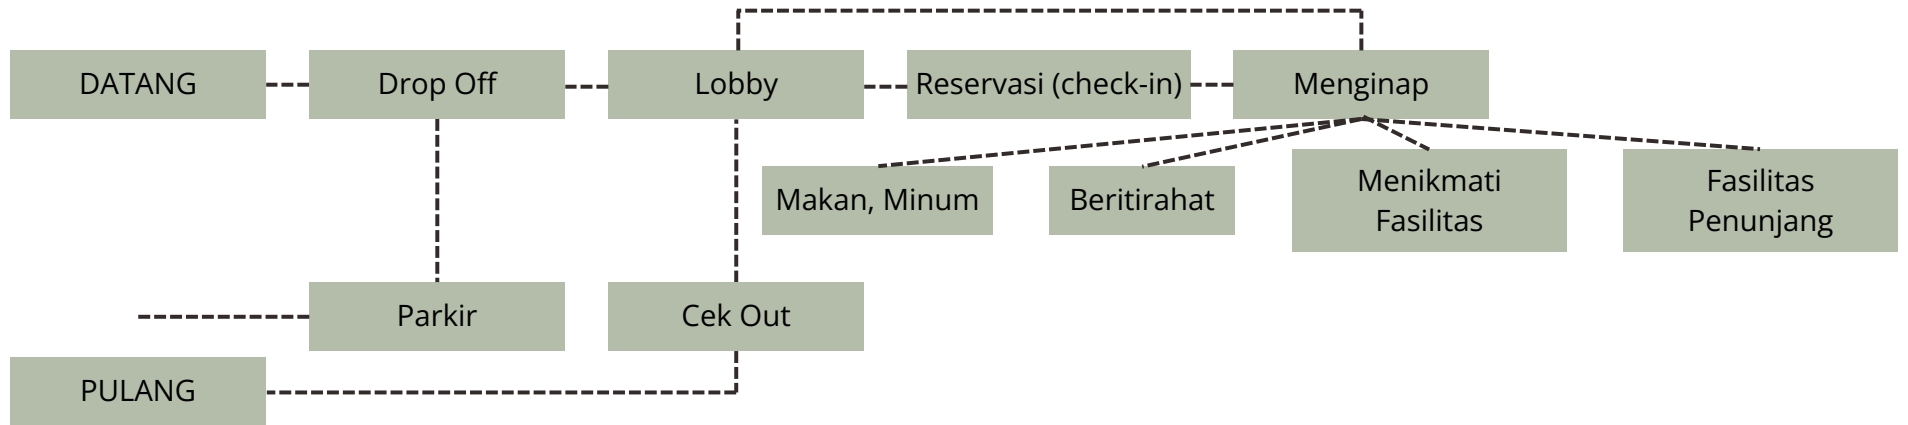 DATANG
Drop Off
Lobby
Reservasi (check-in)
Menginap
Makan, Minum
Beritirahat
Menikmati
Fasilitas
Fasilitas
Penunjang
Parkir
Cek Out
PULANG